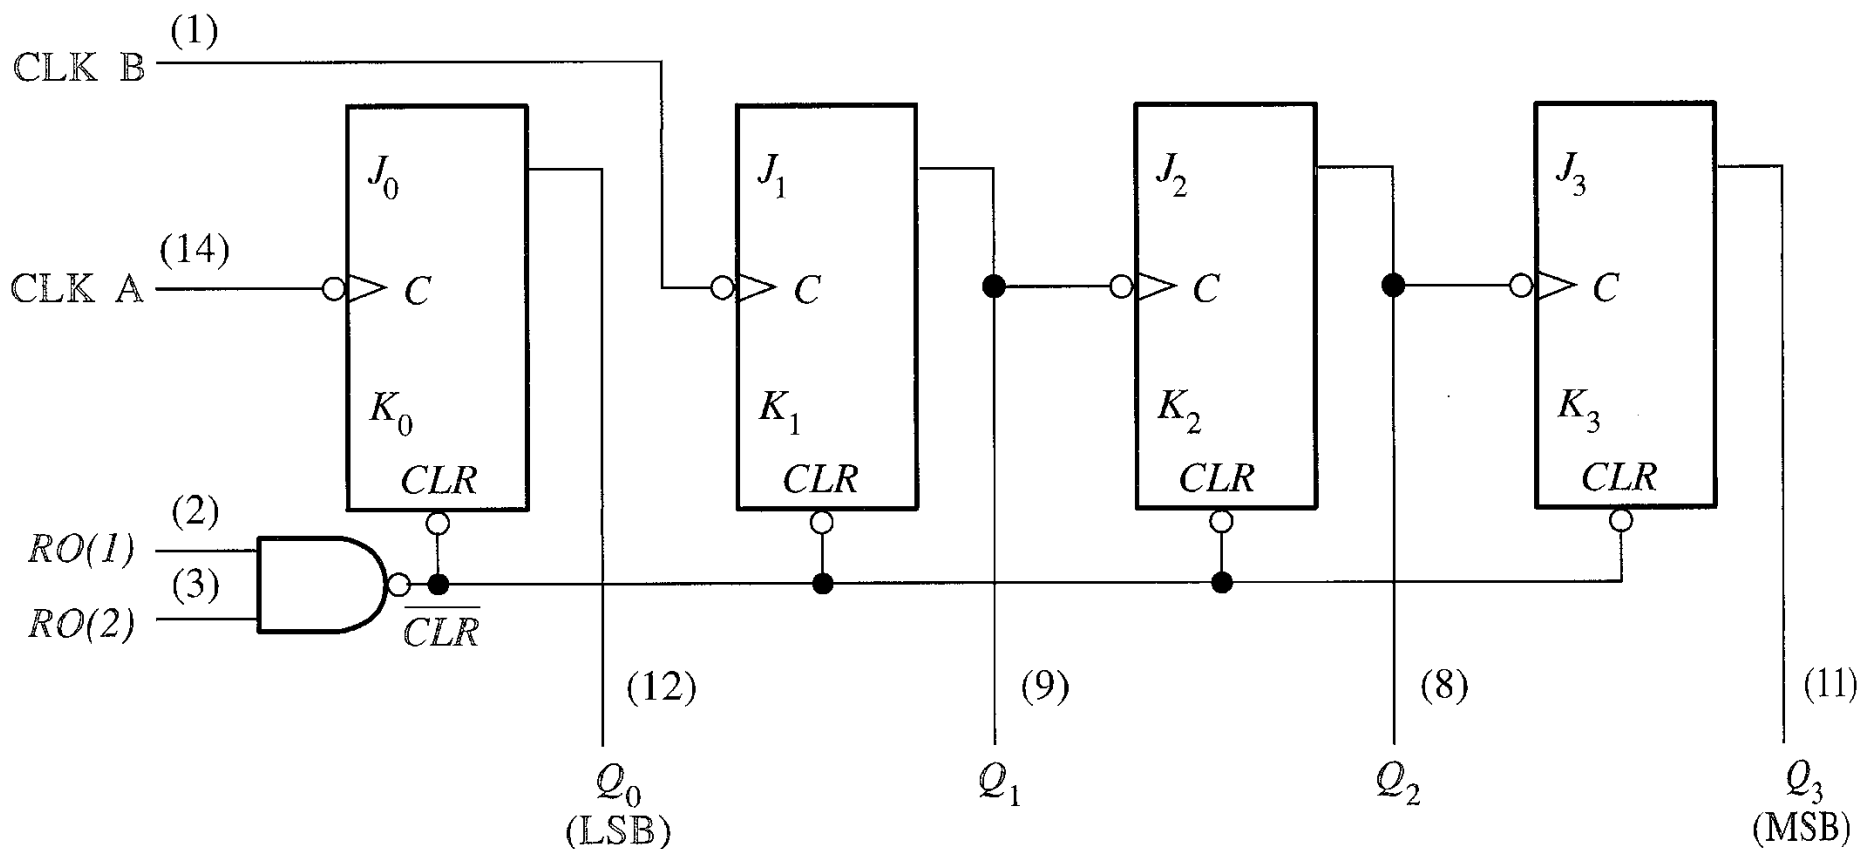 (1)
CLK B
J₀ J₁ J₂ J₃
(14)
CLK A
C C C C
K₀ K₁ K₂ K₃
CLR CLR CLR CLR
(2)
RO(1)
(3)
RO(2)
C̅L̅R̅
(12) (9) (8) (11)
Q₀ Q₁ Q₂ Q₃
(LSB) (MSB)